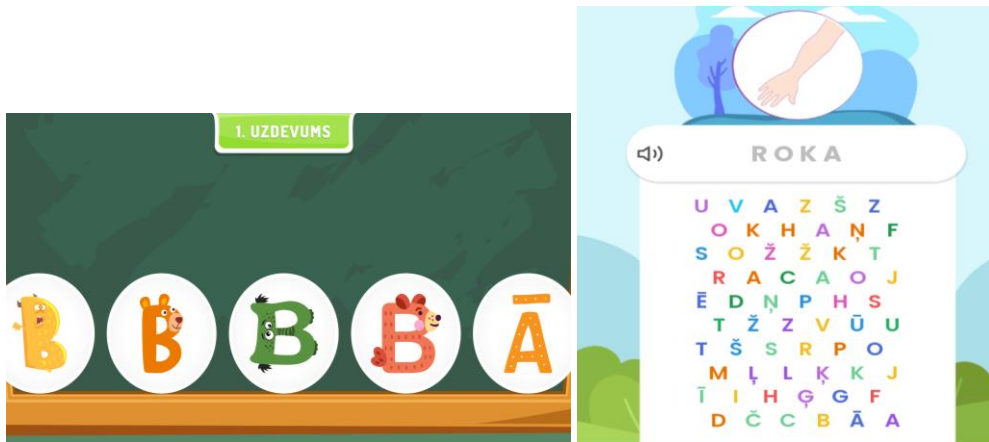 1. UZDEVUMS
B B B B Ā
ROKA
U V A Z Š Z
O K H A Ņ F
S O Ž Ž K T
R A C A O J
Ē D Ņ P H S
T Ž Z V Ū U
T Š S R P O
M Ļ L Ķ K J
Ī I H Ģ G F
D Č C B Ā A